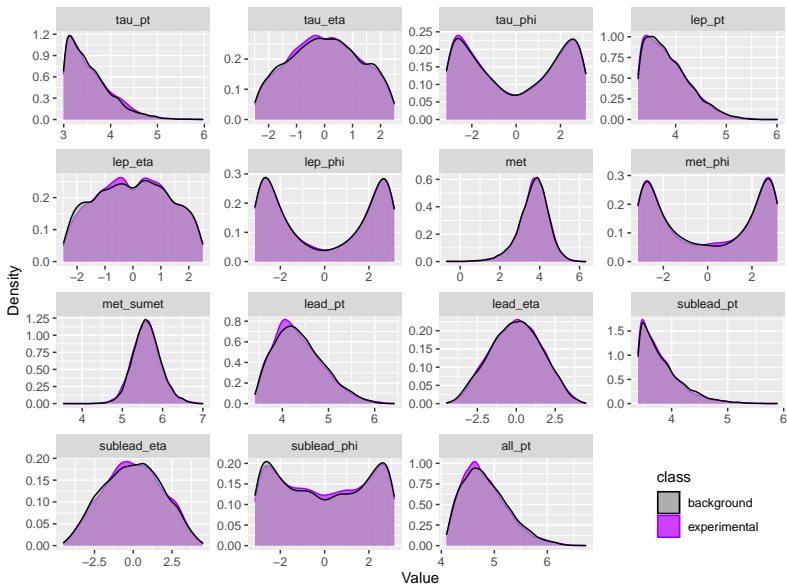 tau_pt tau_eta tau_phi lep_pt
1.2 0.9 0.6 0.3 0.0
0.2 0.1 0.0
0.25 0.20 0.15 0.10 0.05 0.00
1.00 0.75 0.50 0.25 0.00
3 4 5 6 −2 −1 0 1 2 −2 0 2 4 5 6
lep_eta lep_phi met met_phi
0.2 0.1 0.0
0.3 0.2 0.1 0.0
0.6 0.4 0.2 0.0
0.3 0.2 0.1 0.0
−2 −1 0 1 2 −2 0 2 0 2 4 6 −2 0 2
Density
met_sumet lead_pt lead_eta sublead_pt
1.25 1.00 0.75 0.50 0.25 0.00
0.8 0.6 0.4 0.2 0.0
0.20 0.15 0.10 0.05 0.00
1.5 1.0 0.5 0.0
4 5 6 7 4 5 6 −2.5 0.0 2.5 4 5 6
sublead_eta sublead_phi all_pt
0.20 0.15 0.10 0.05 0.00
0.20 0.15 0.10 0.05 0.00
1.00 0.75 0.50 0.25 0.00
−2.5 0.0 2.5 −2 0 2 4 5 6
class
background
experimental
Value